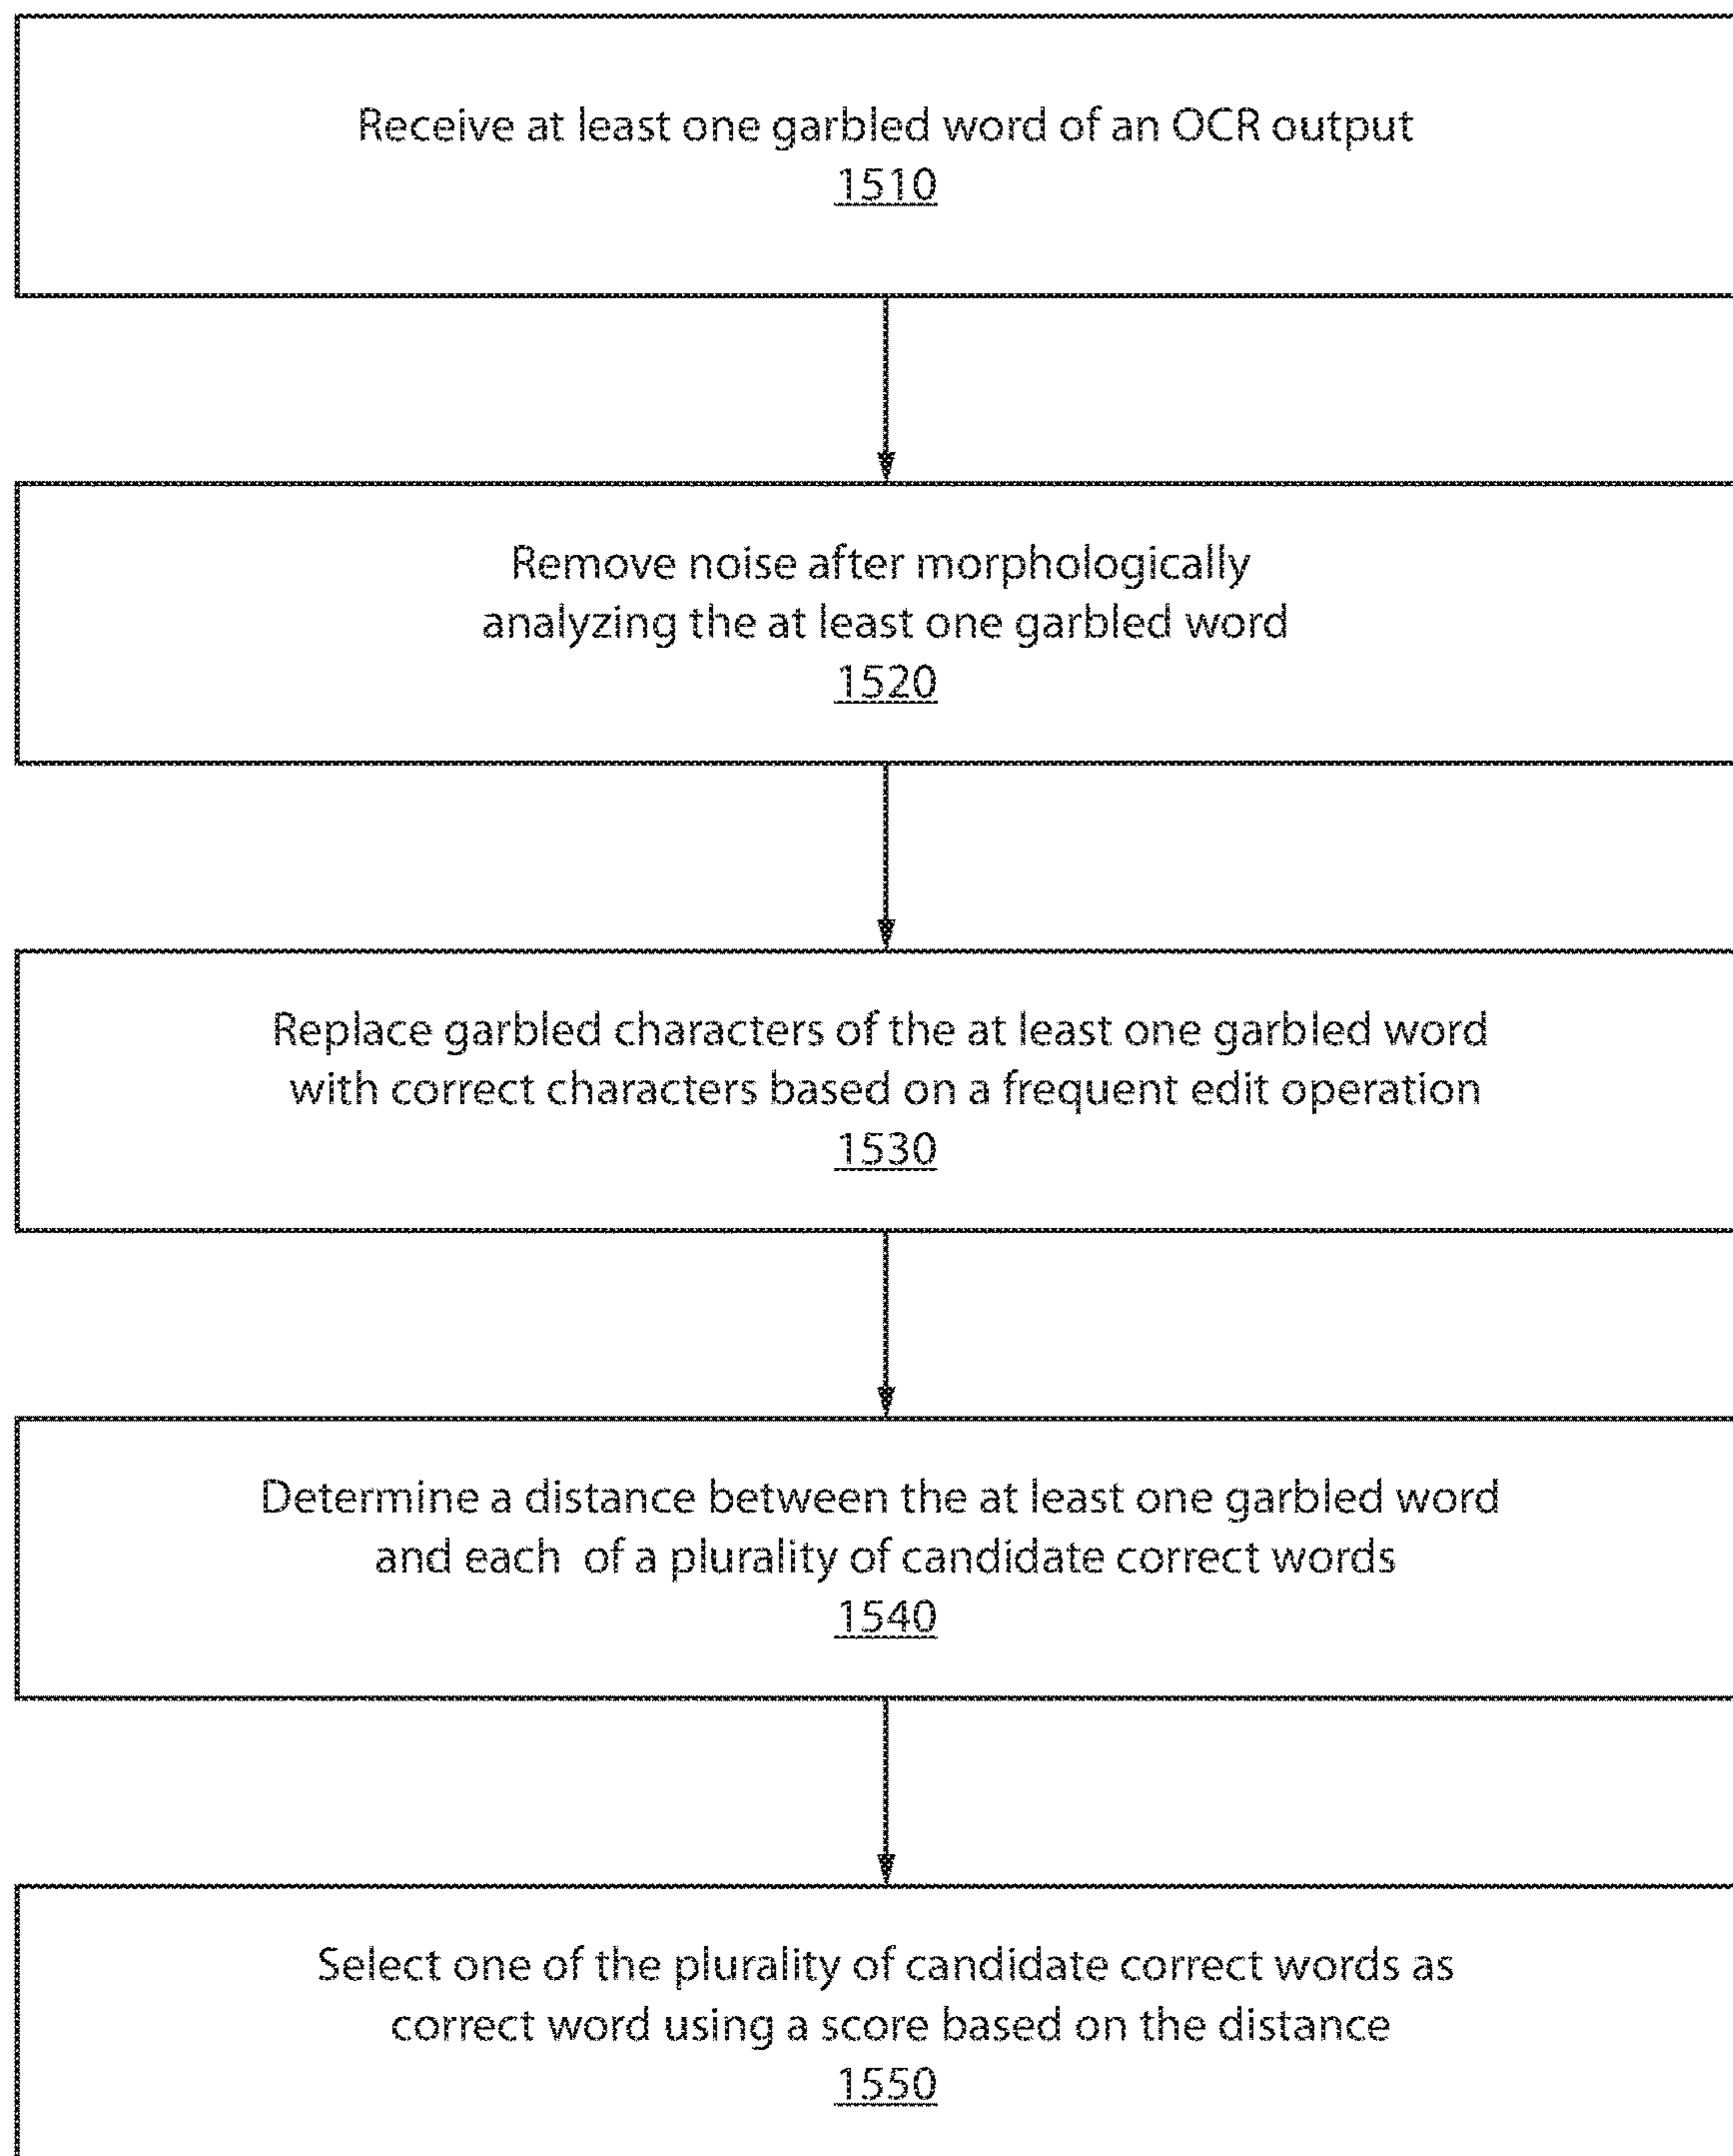 Receive at least one garbled word of an OCR output
1510
Remove noise after morphologically
analyzing the at least one garbled word
1520
Replace garbled characters of the at least one garbled word
with correct characters based on a frequent edit operation
1530
Determine a distance between the at least one garbled word
and each of a plurality of candidate correct words
1540
Select one of the plurality of candidate correct words as
correct word using a score based on the distance
1550